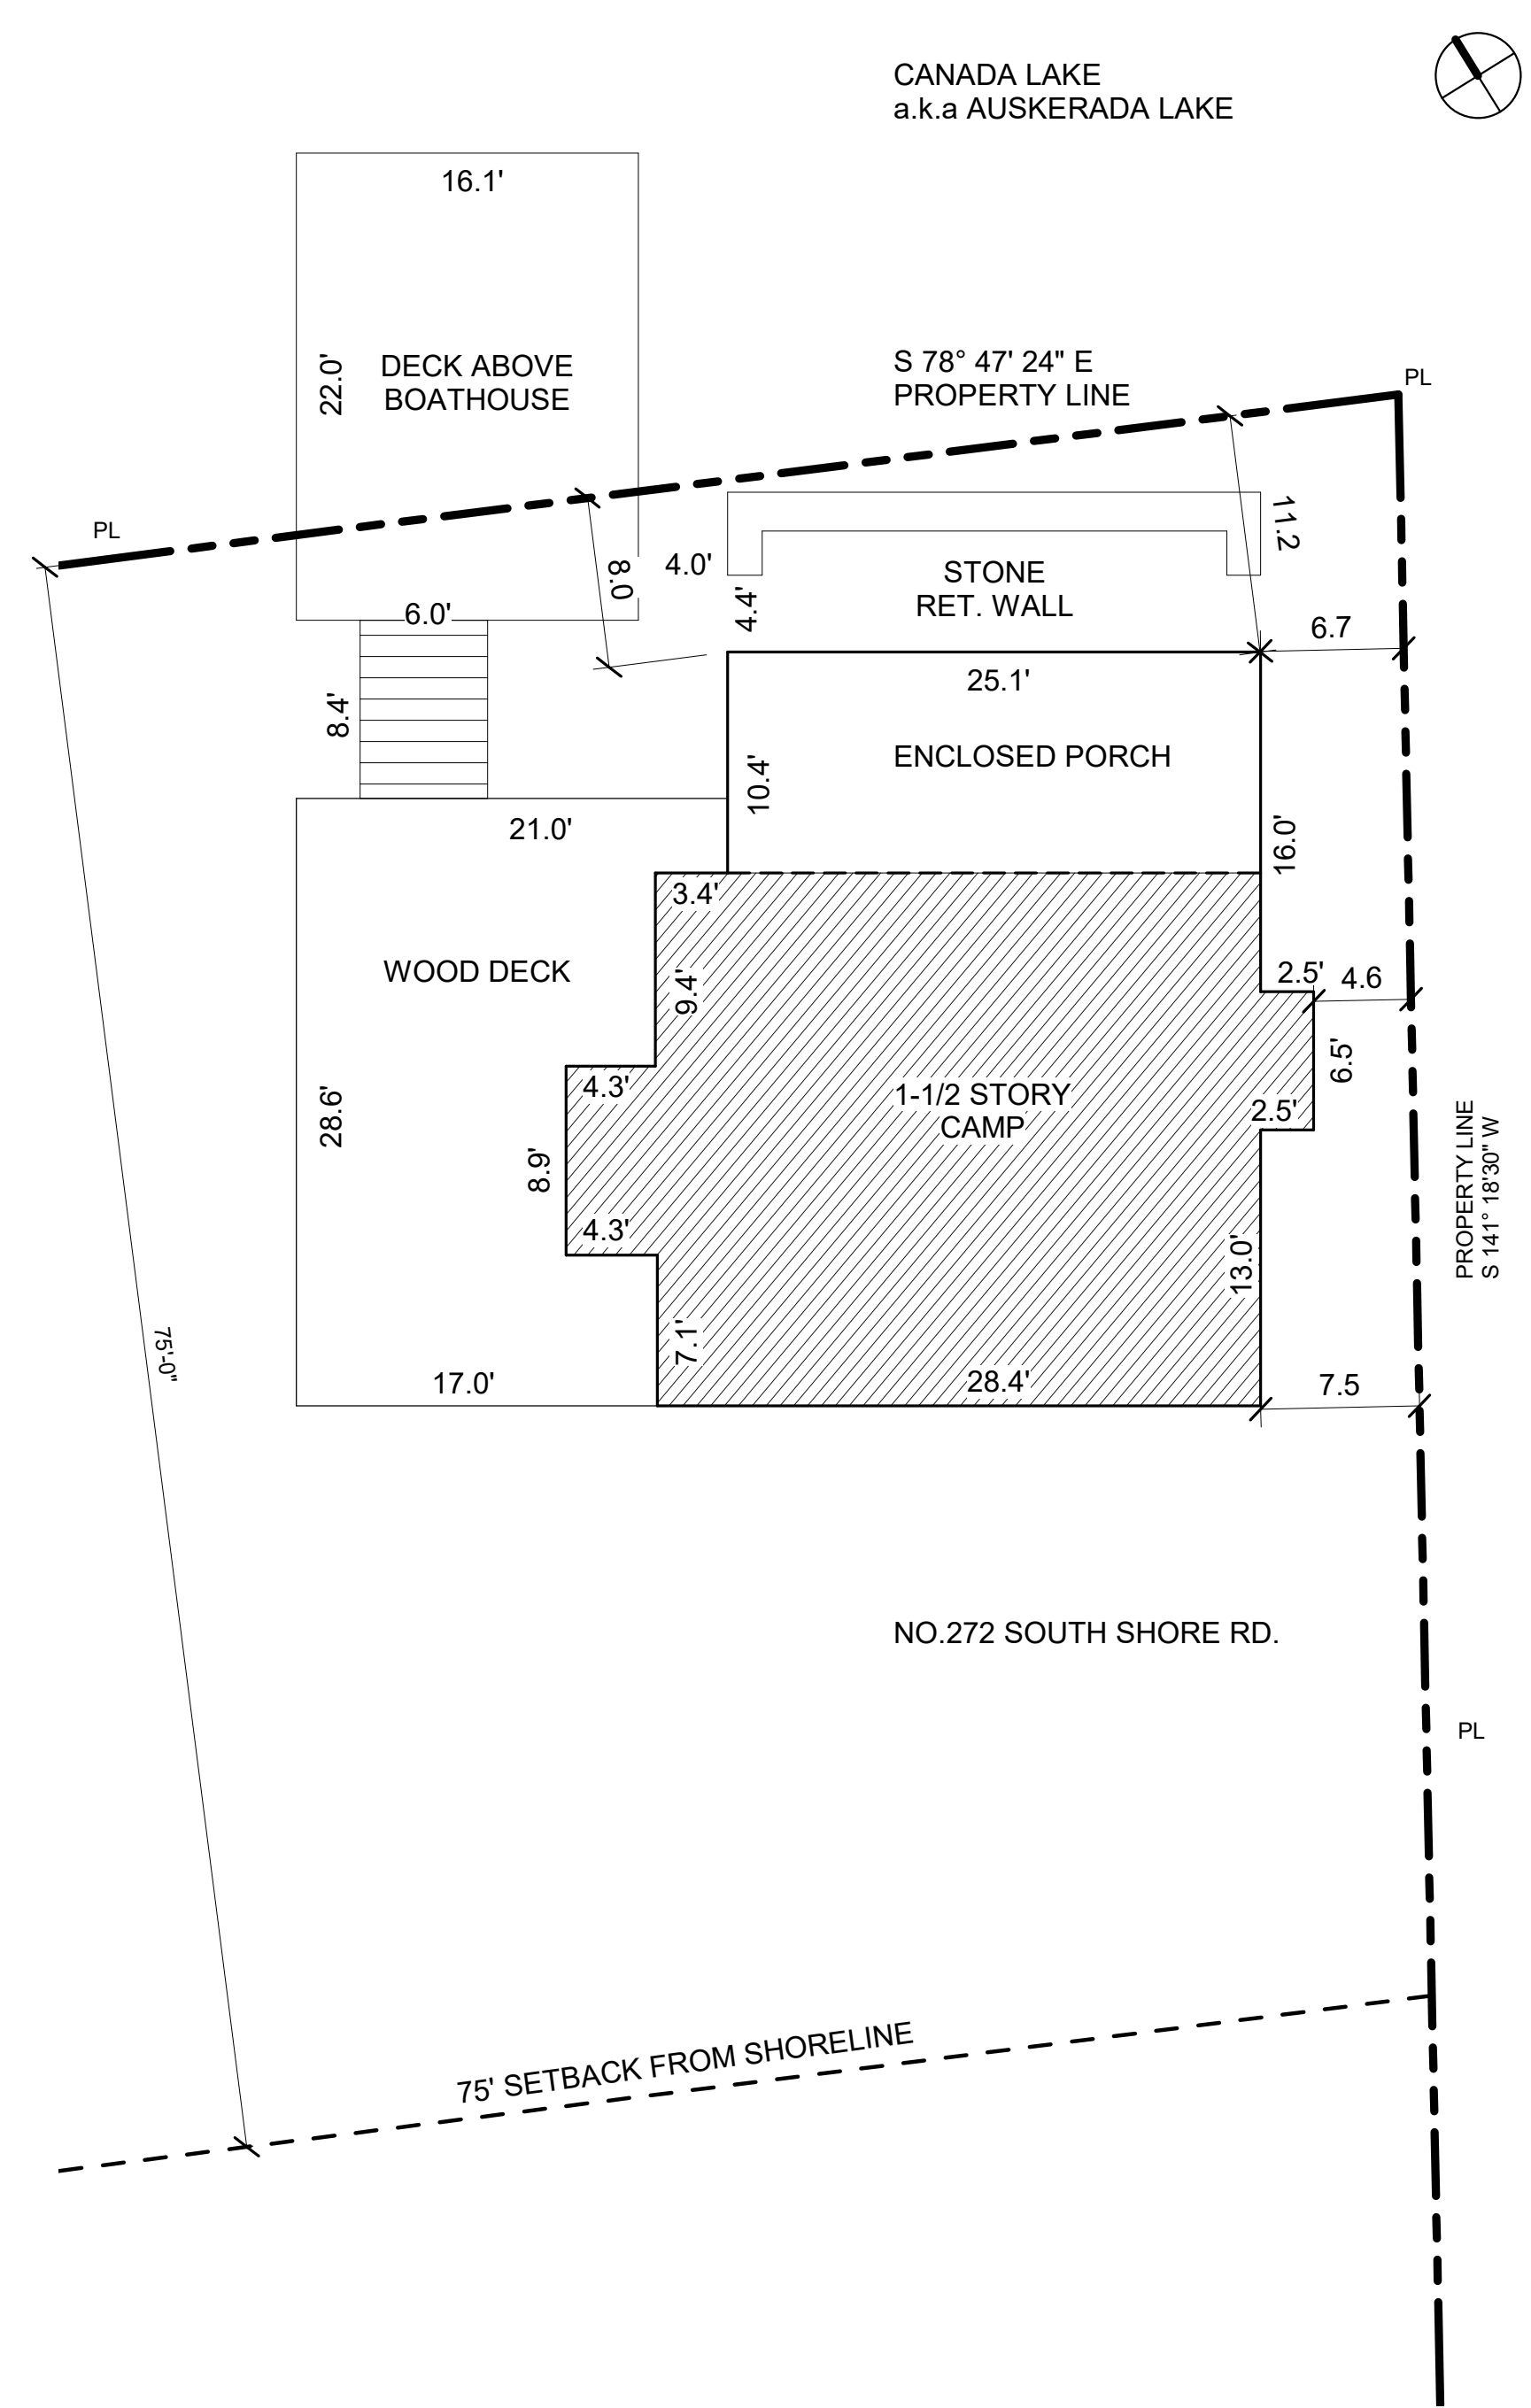 CANADA LAKE
a.k.a AUSKERADA LAKE
16.1'
22.0'
DECK ABOVE
BOATHOUSE
S 78° 47' 24" E
PROPERTY LINE
PL
PL
11.2
8.0
4.0'
4.4'
STONE
RET. WALL
6.0'
6.7
8.4'
25.1'
10.4'
ENCLOSED PORCH
21.0'
16.0'
3.4'
WOOD DECK
9.4'
2.5'
4.6
6.5'
28.6'
4.3'
1-1/2 STORY
CAMP
2.5'
8.9'
4.3'
13.0'
PROPERTY LINE
S 141° 18'30" W
75'-0"
7.1'
17.0'
28.4'
7.5
NO.272 SOUTH SHORE RD.
PL
75' SETBACK FROM SHORELINE